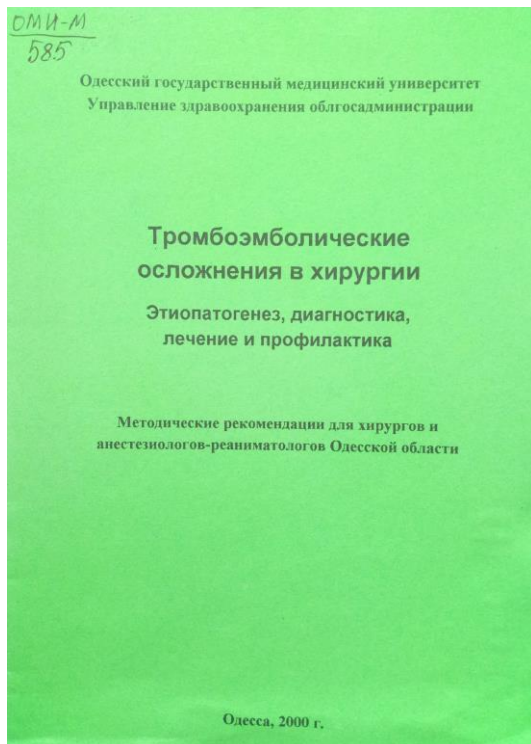 ОМИ-М
585
Одесский государственный медицинский университет
Управление здравоохранения облгосадминистрации
Тромбоэмболические
осложнения в хирургии
Этиопатогенез, диагностика,
лечение и профилактика
Методические рекомендации для хирургов и
анестезиологов-реаниматологов Одесской области
Одесса, 2000 г.